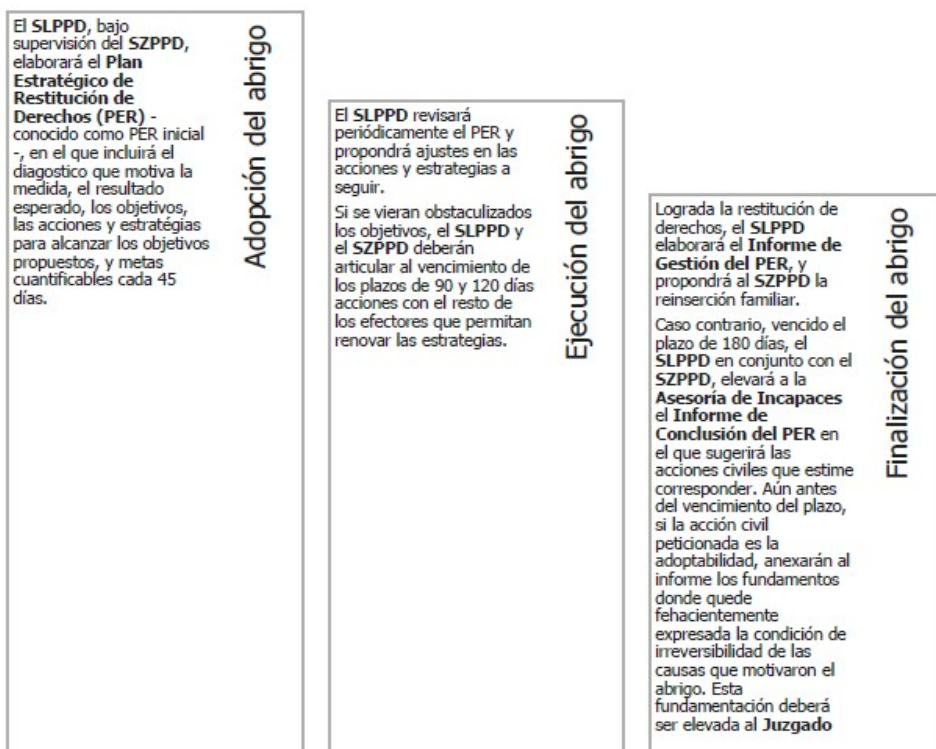 El SLPPD, bajo
supervisión del SZPPD,
elaborará el Plan
Estratégico de
Restitución de
Derechos (PER) -
conocido como PER inicial
-, en el que incluirá el
diagostico que motiva la
medida, el resultado
esperado, los objetivos,
las acciones y estratégias
para alcanzar los objetivos
propuestos, y metas
cuantificables cada 45
días.
Adopción del abrigo
El SLPPD revisará
periódicamente el PER y
propondrá ajustes en las
acciones y estrategias a
seguir.
Si se vieran obstaculizados
los objetivos, el SLPPD y
el SZPPD deberán
articular al vencimiento de
los plazos de 90 y 120 días
acciones con el resto de
los efectores que permitan
renovar las estrategias.
Ejecución del abrigo
Lograda la restitución de
derechos, el SLPPD
elaborará el Informe de
Gestión del PER, y
propondrá al SZPPD la
reinserción familiar.
Caso contrario, vencido el
plazo de 180 días, el
SLPPD en conjunto con el
SZPPD, elevará a la
Asesoría de Incapaces
el Informe de
Conclusión del PER en
el que sugerirá las
acciones civiles que estime
corresponder. Aún antes
del vencimiento del plazo,
si la acción civil
peticionada es la
adoptabilidad, anexarán al
informe los fundamentos
donde quede
fehacientemente
expresada la condición de
irreversibilidad de las
causas que motivaron el
abrigo. Esta
fundamentación deberá
ser elevada al Juzgado
Finalización del abrigo